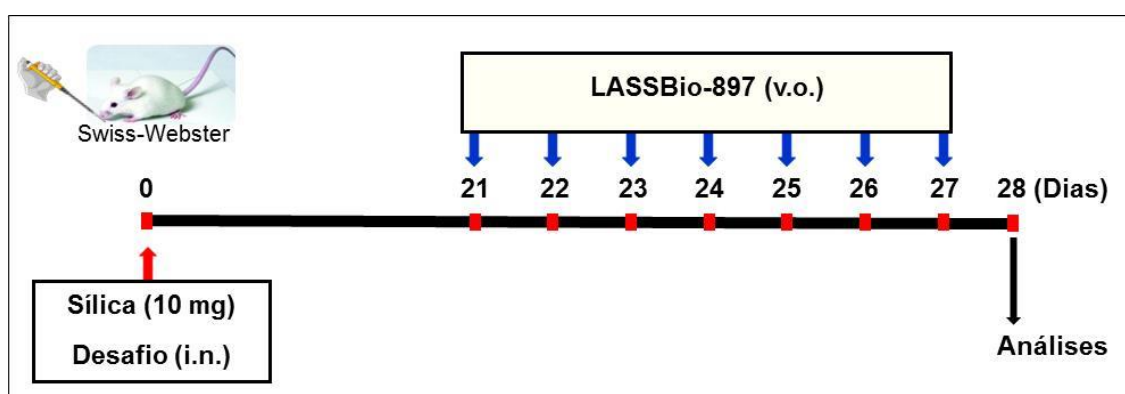 Swiss-Webster
LASSBio-897 (v.o.)
0 21 22 23 24 25 26 27 28 (Dias)
Sílica (10 mg)
Desafio (i.n.)
Análises